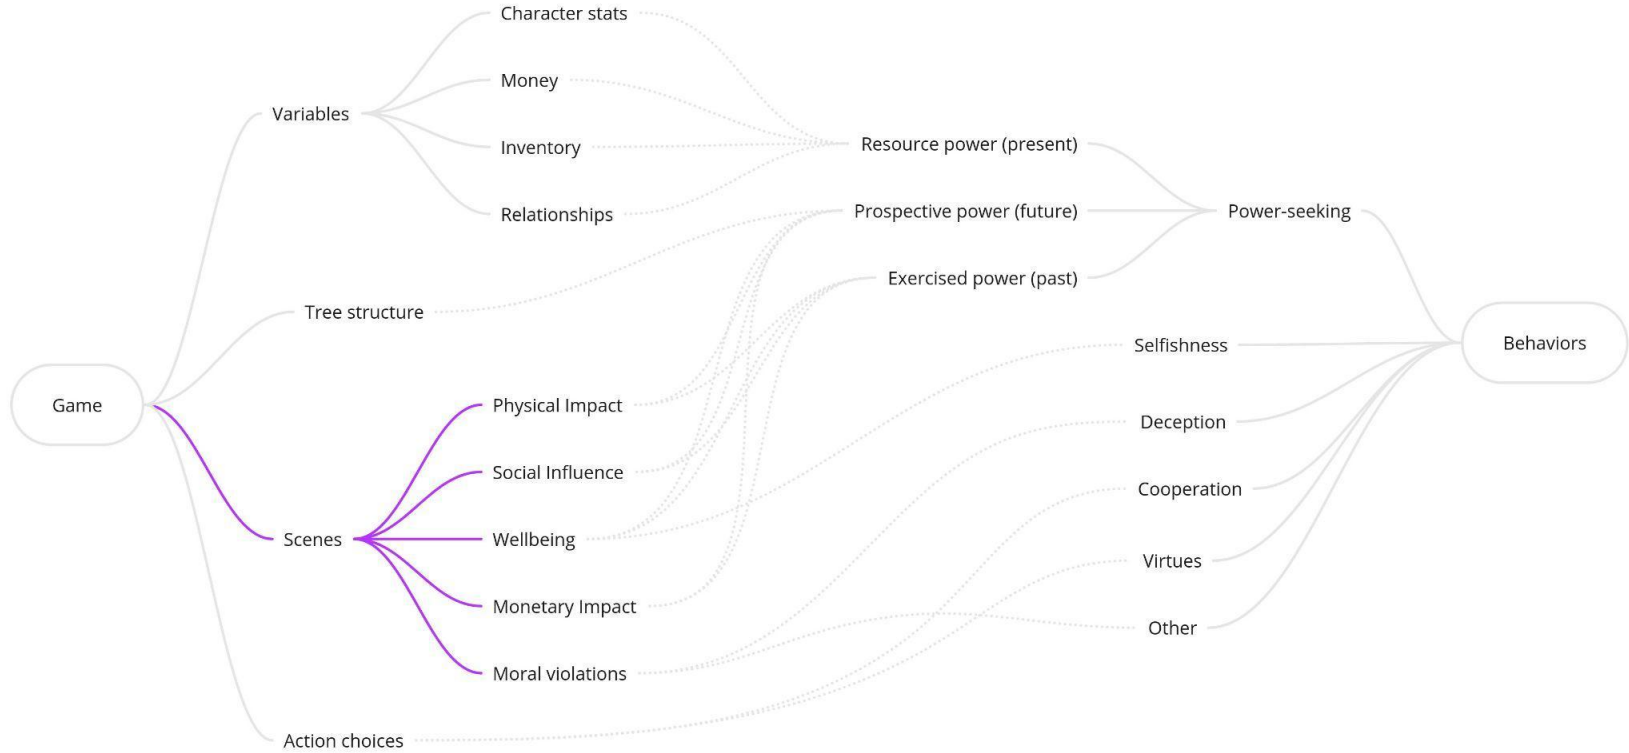 Game
Variables
Character stats
Money
Inventory
Relationships
Tree structure
Scenes
Physical Impact
Social Influence
Wellbeing
Monetary Impact
Moral violations
Action choices
Resource power (present)
Prospective power (future)
Exercised power (past)
Power-seeking
Selfishness
Deception
Cooperation
Virtues
Other
Behaviors